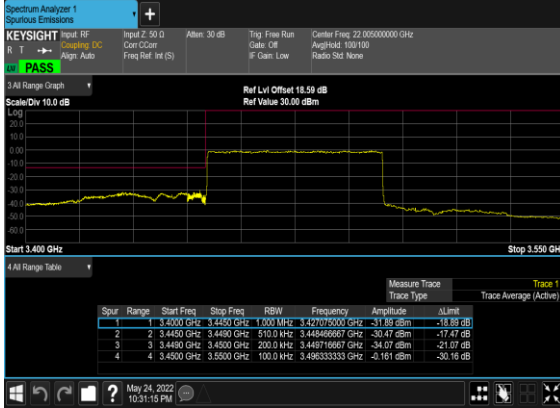 Spectrum Analyzer 1
Spurious Emissions
+
KEYSIGHT Input: RF Input Z: 50 Ω Atten: 30 dB Trig: Free Run Center Freq: 22.005000000 GHz
R T Coupling: DC Corr CCorr Gate: Off Avg|Hold: 100/100
Align: Auto Freq Ref: Int (S) IF Gain: Low Radio Std: None
LXI PASS
3 All Range Graph
Ref Lvl Offset 18.59 dB
Scale/Div 10.0 dB Ref Value 30.00 dBm
Log
20.0
10.0
0.00
-10.0
-20.0
-30.0
-40.0
-50.0
-60.0
Start 3.400 GHz Stop 3.550 GH
4 All Range Table
Measure Trace Trace 1
Trace Type Trace Average (Active)
Spur Range Start Freq Stop Freq RBW Frequency Amplitude ΔLimit
1 1 3.4000 GHz 3.4450 GHz 1.000 MHz 3.427075000 GHz -31.89 dBm -18.89 dB
2 2 3.4450 GHz 3.4490 GHz 510.0 kHz 3.448466667 GHz -30.47 dBm -17.47 dB
3 3 3.4490 GHz 3.4500 GHz 200.0 kHz 3.449716667 GHz -34.07 dBm -21.07 dB
4 4 3.4500 GHz 3.5500 GHz 100.0 kHz 3.496333333 GHz -0.161 dBm -30.16 dB
? May 24, 2022
10:31:15 PM